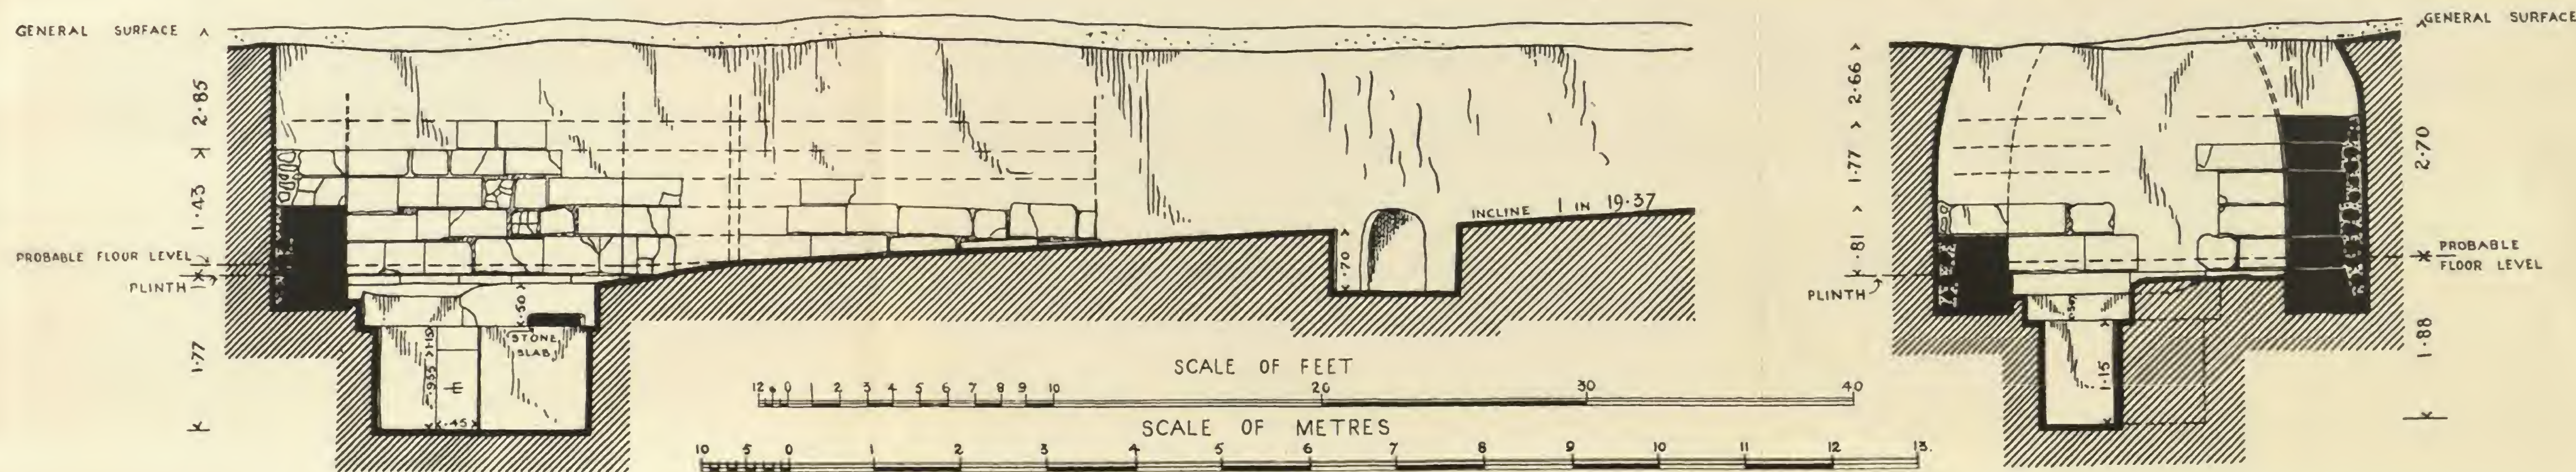 GENERAL SURFACE
2·85
1·43
PROBABLE FLOOR LEVEL
PLINTH
1·77
·50
STONE
SLAB
·935
·45
·70
INCLINE 1 IN 19·37
SCALE OF FEET
12 6 0 1 2 3 4 5 6 7 8 9 10 20 30 40
SCALE OF METRES
10 5 0 1 2 3 4 5 6 7 8 9 10 11 12 13
GENERAL SURFACE
2·66
1·77
·81
PLINTH
2·70
PROBABLE
FLOOR LEVEL
1·88
·50
1·15